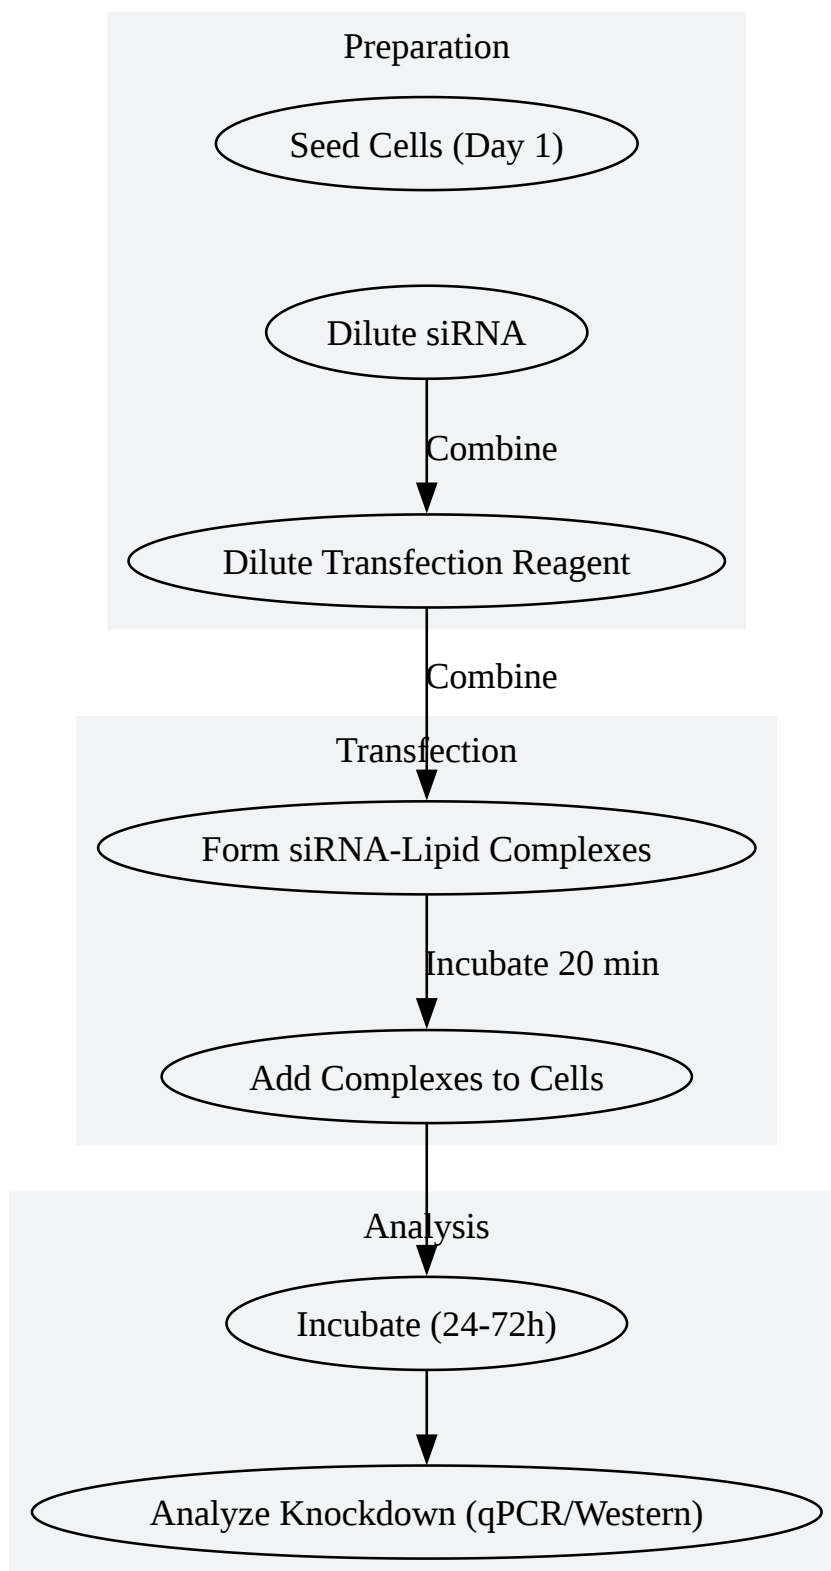 Preparation
Seed Cells (Day 1)
Dilute siRNA
Combine
Dilute Transfection Reagent
Combine
Transfection
Form siRNA-Lipid Complexes
Incubate 20 min
Add Complexes to Cells
Analysis
Incubate (24-72h)
Analyze Knockdown (qPCR/Western)